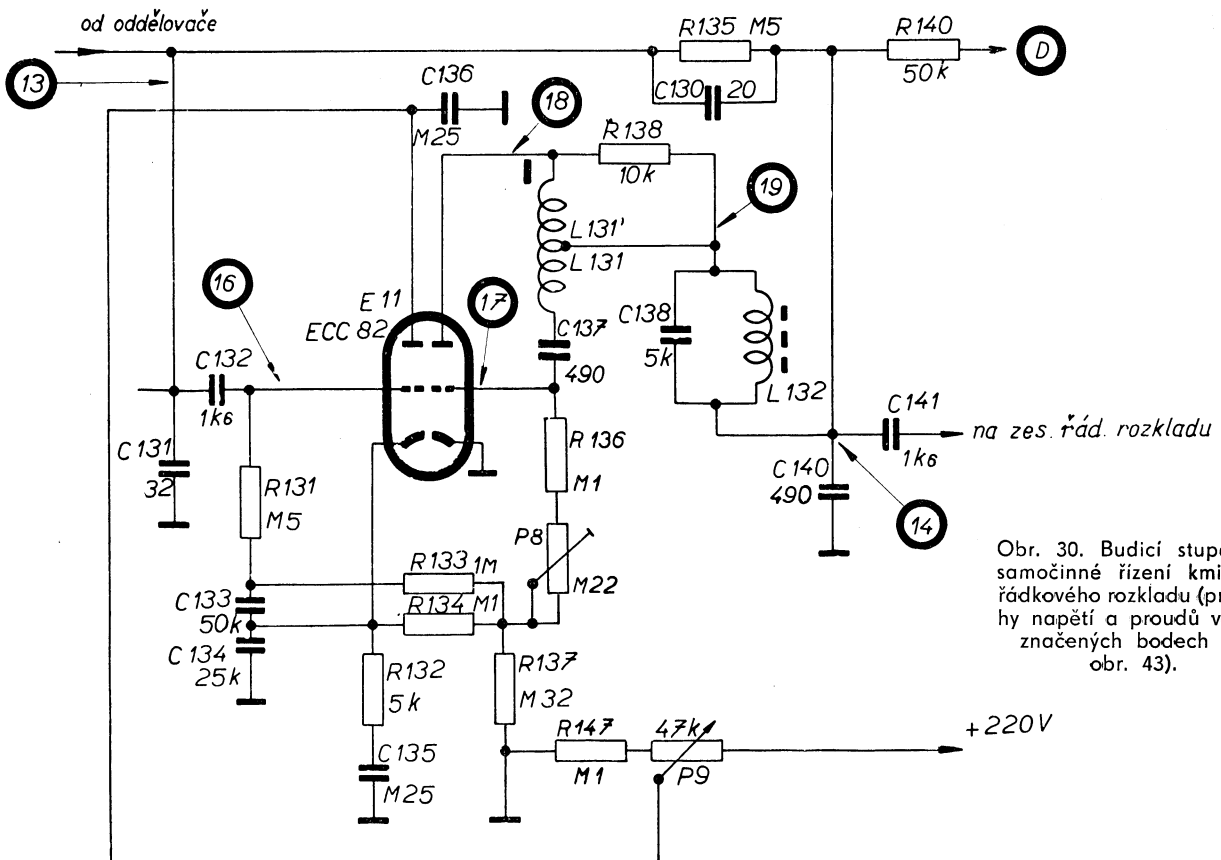 od oddělovače
R135 M5
R140
50k
D
13
C136
M25
18
C130 20
R138
10k
19
L131'
L131
16
E11
ECC 82
17
C137
490
C138
5k
L132
C132
1k6
C141
1k6
na zes. řád. rozkladu
C131
32
R131
M5
R136
M1
C140
490
14
P8
M22
R133 1M
R134 M1
C133
50k
C134
25k
R132
5k
R137
M32
C135
M25
R147
M1
47k
P9
+220V
Obr. 30. Budicí stup
samočinné řízení kmi
řádkového rozkladu (pr
hy napětí a proudů v
značených bodech
obr. 43).